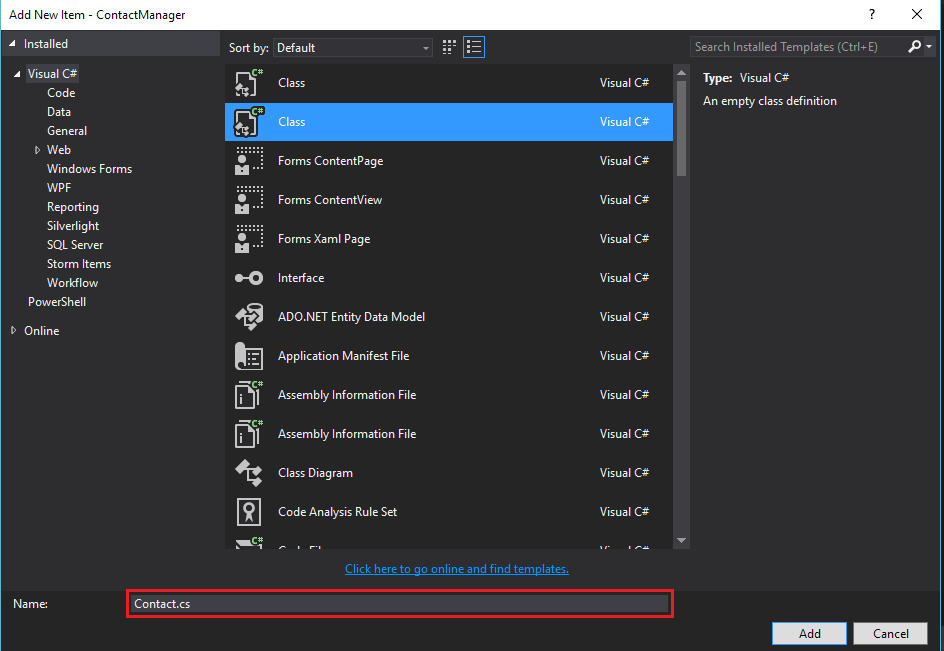 Add New Item - ContactManager
?
Installed
Sort by: Default
Search Installed Templates (Ctrl+E)
Visual C#
Code
Data
General
Web
Windows Forms
WPF
Reporting
Silverlight
SQL Server
Storm Items
Workflow
PowerShell
Online
C# Class Visual C#
C# Class Visual C#
Forms ContentPage Visual C#
Forms ContentView Visual C#
Forms Xaml Page Visual C#
Interface Visual C#
ADO.NET Entity Data Model Visual C#
Application Manifest File Visual C#
C# Assembly Information File Visual C#
C# Assembly Information File Visual C#
Class Diagram Visual C#
Code Analysis Rule Set Visual C#
C#
Type: Visual C#
An empty class definition
Click here to go online and find templates.
Name: Contact.cs
Add Cancel